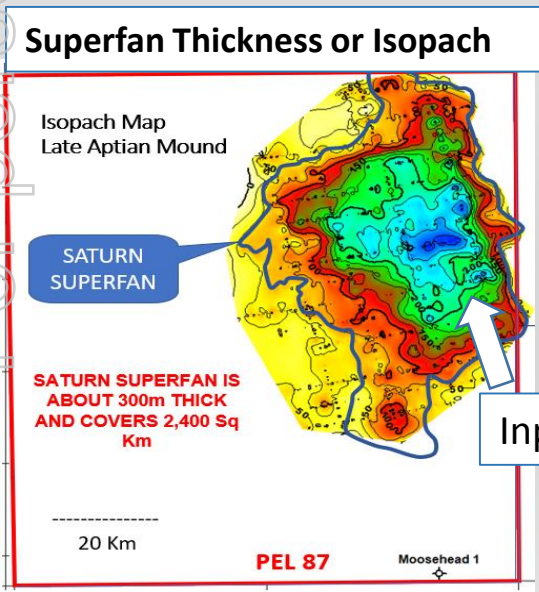 Superfan Thickness or Isopach
Isopach Map
Late Aptian Mound
SATURN
SUPERFAN
SATURN SUPERFAN IS
ABOUT 300m THICK
AND COVERS 2,400 Sq
Km
Inp
20 Km
PEL 87
Moosehead 1